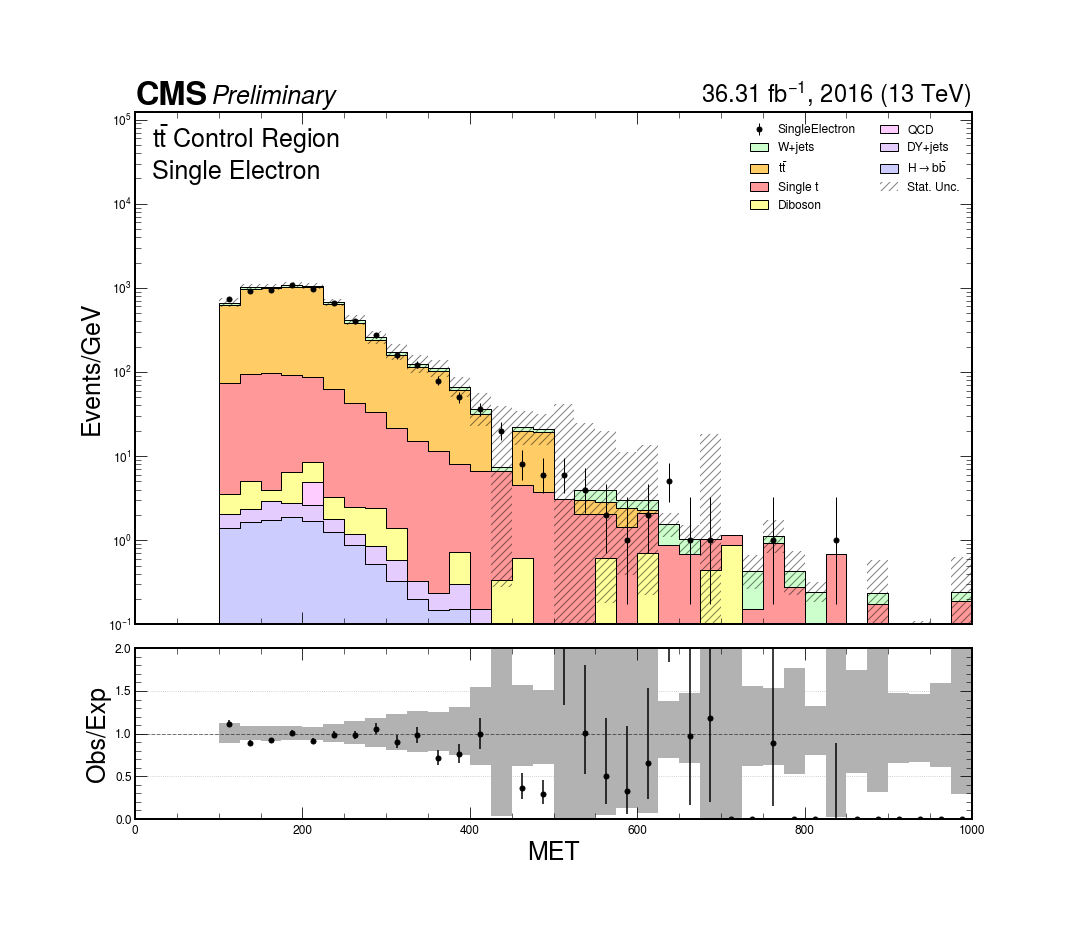 CMS Preliminary
36.31 fb⁻¹, 2016 (13 TeV)
tt̄ Control Region
Single Electron
SingleElectron
W+jets
tt̄
Single t
Diboson
QCD
DY+jets
H→bb̄
Stat. Unc.
Events/GeV
10⁵
10⁴
10³
10²
10¹
10⁰
10⁻¹
Obs/Exp
2.0
1.5
1.0
0.5
0.0
0 200 400 600 800 1000
MET